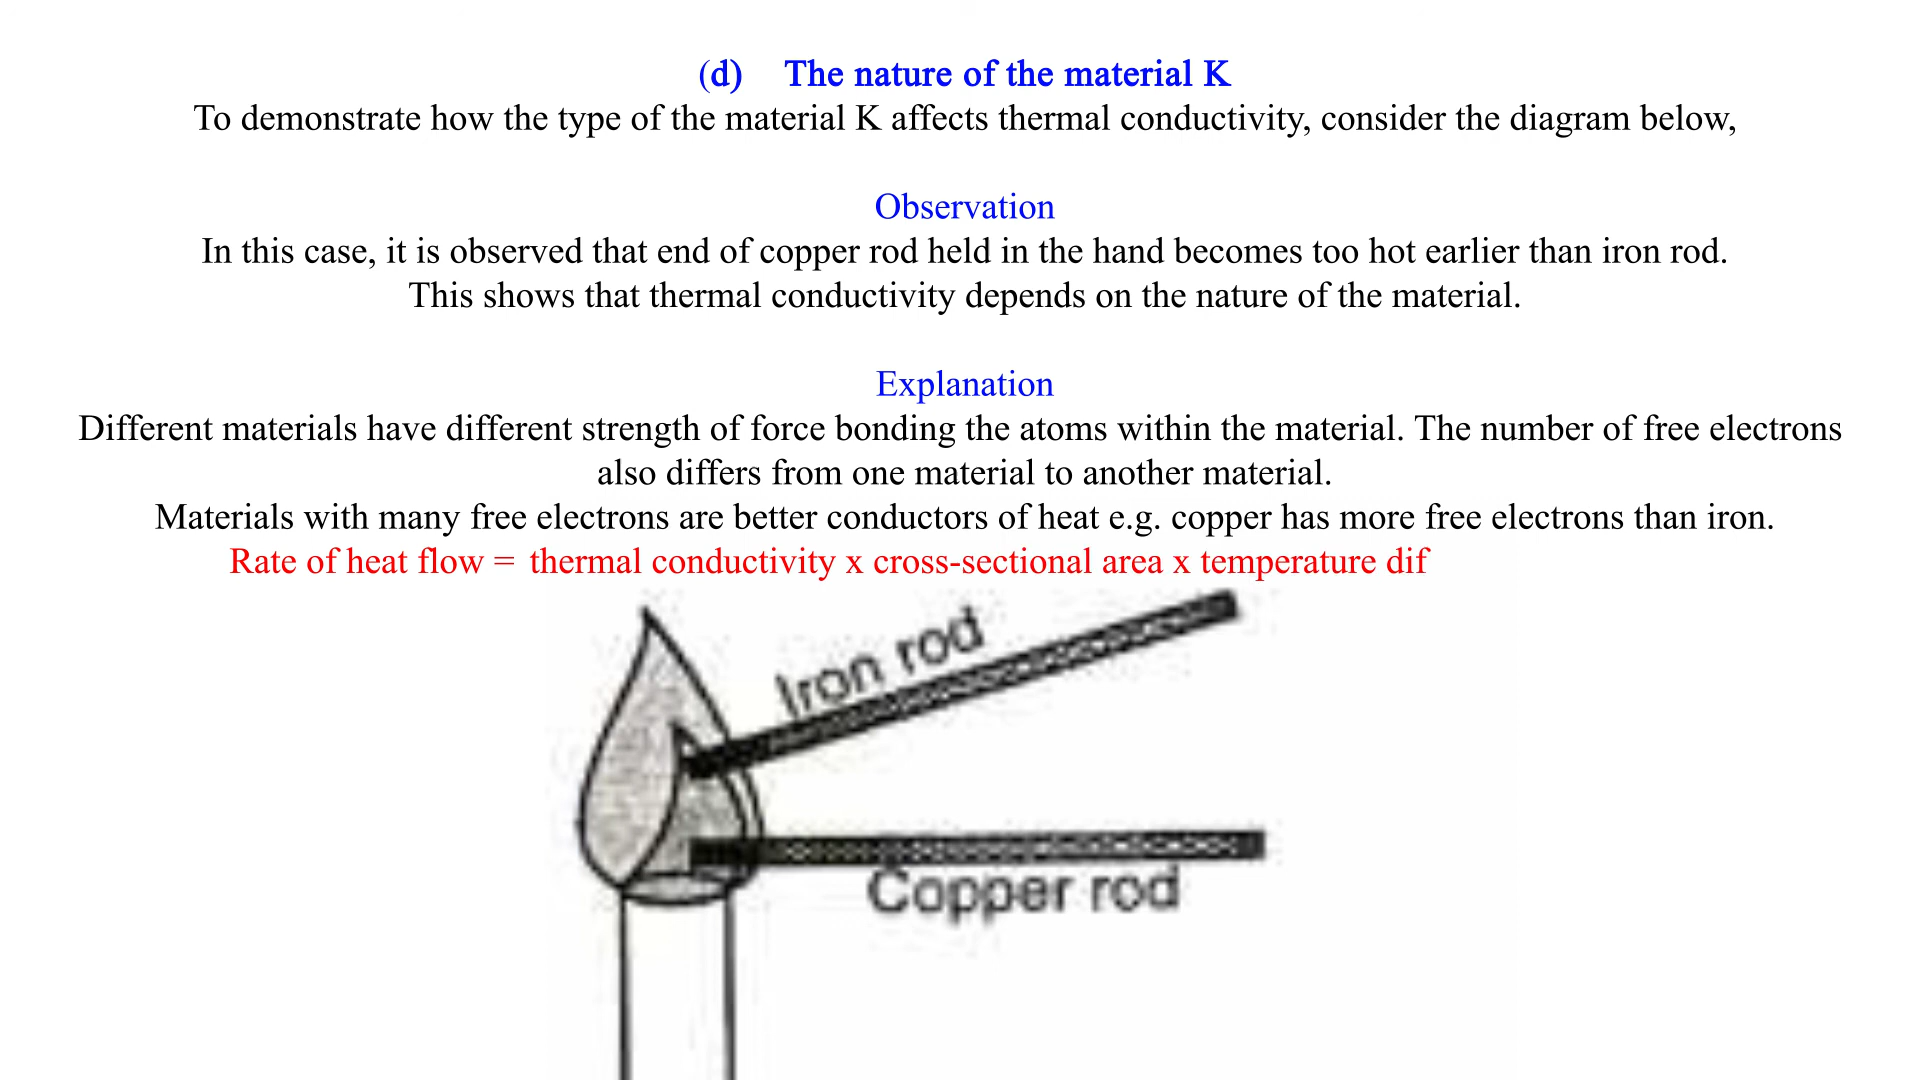 (d) The nature of the material K
To demonstrate how the type of the material K affects thermal conductivity, consider the diagram below,
Observation
In this case, it is observed that end of copper rod held in the hand becomes too hot earlier than iron rod.
This shows that thermal conductivity depends on the nature of the material.
Explanation
Different materials have different strength of force bonding the atoms within the material. The number of free electrons
also differs from one material to another material.
Materials with many free electrons are better conductors of heat e.g. copper has more free electrons than iron.
Rate of heat flow = thermal conductivity x cross-sectional area x temperature dif
Iron rod
Copper rod